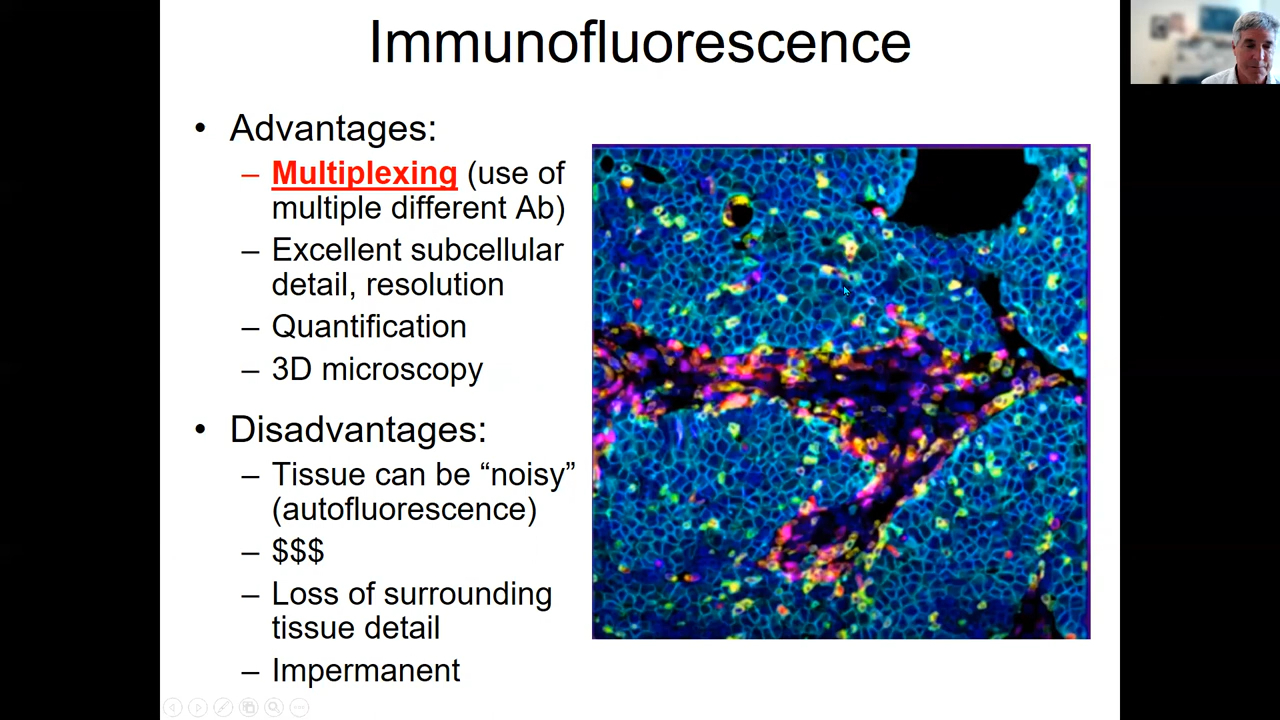 Immunofluorescence
• Advantages:
– Multiplexing (use of
multiple different Ab)
– Excellent subcellular
detail, resolution
– Quantification
– 3D microscopy
• Disadvantages:
– Tissue can be “noisy”
(autofluorescence)
– $$$
– Loss of surrounding
tissue detail
– Impermanent